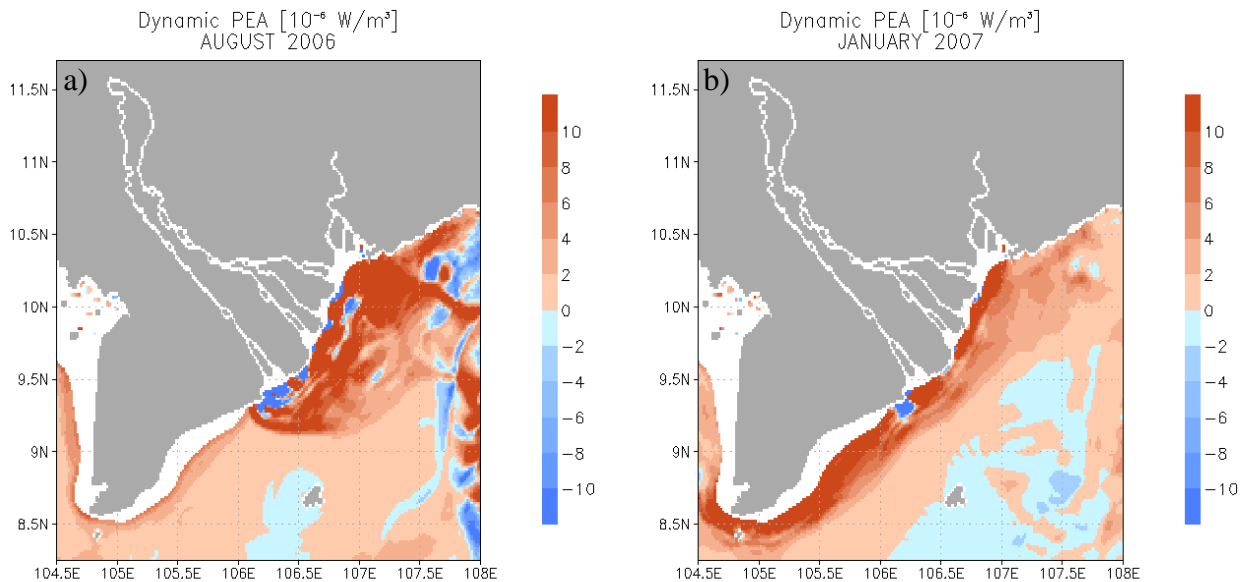 Dynamic PEA [10⁻⁶ W/m³]
AUGUST 2006
a)
11.5N
11N
10.5N
10N
9.5N
9N
8.5N
104.5E 105E 105.5E 106E 106.5E 107E 107.5E 108E
10
8
6
4
2
0
−2
−4
−6
−8
−10
Dynamic PEA [10⁻⁶ W/m³]
JANUARY 2007
b)
11.5N
11N
10.5N
10N
9.5N
9N
8.5N
104.5E 105E 105.5E 106E 106.5E 107E 107.5E 108E
10
8
6
4
2
0
−2
−4
−6
−8
−10